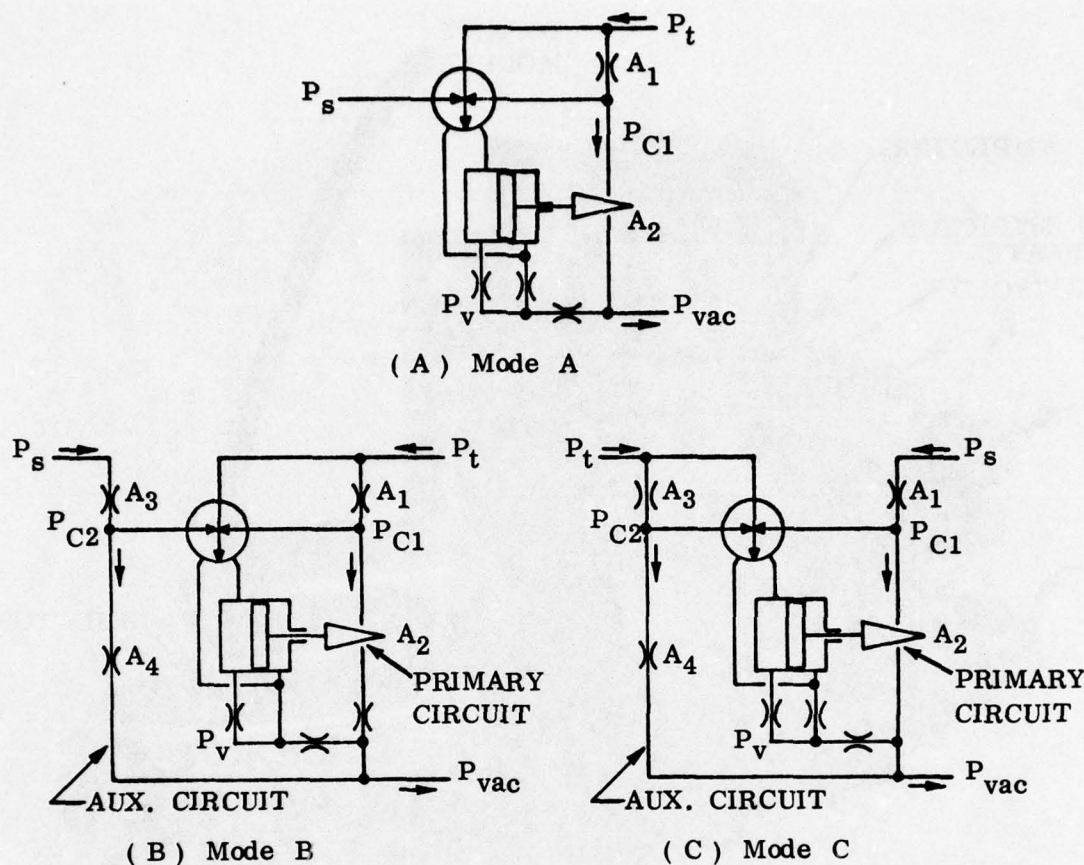 P_t
A_1
P_s
P_C1
A_2
P_v
P_vac
( A ) Mode A
P_s
P_t
A_3
A_1
P_C2
P_C1
A_4
A_2
PRIMARY
CIRCUIT
P_v
P_vac
AUX. CIRCUIT
( B ) Mode B
P_t
P_s
A_3
A_1
P_C2
P_C1
A_4
A_2
PRIMARY
CIRCUIT
P_v
P_vac
AUX. CIRCUIT
( C ) Mode C